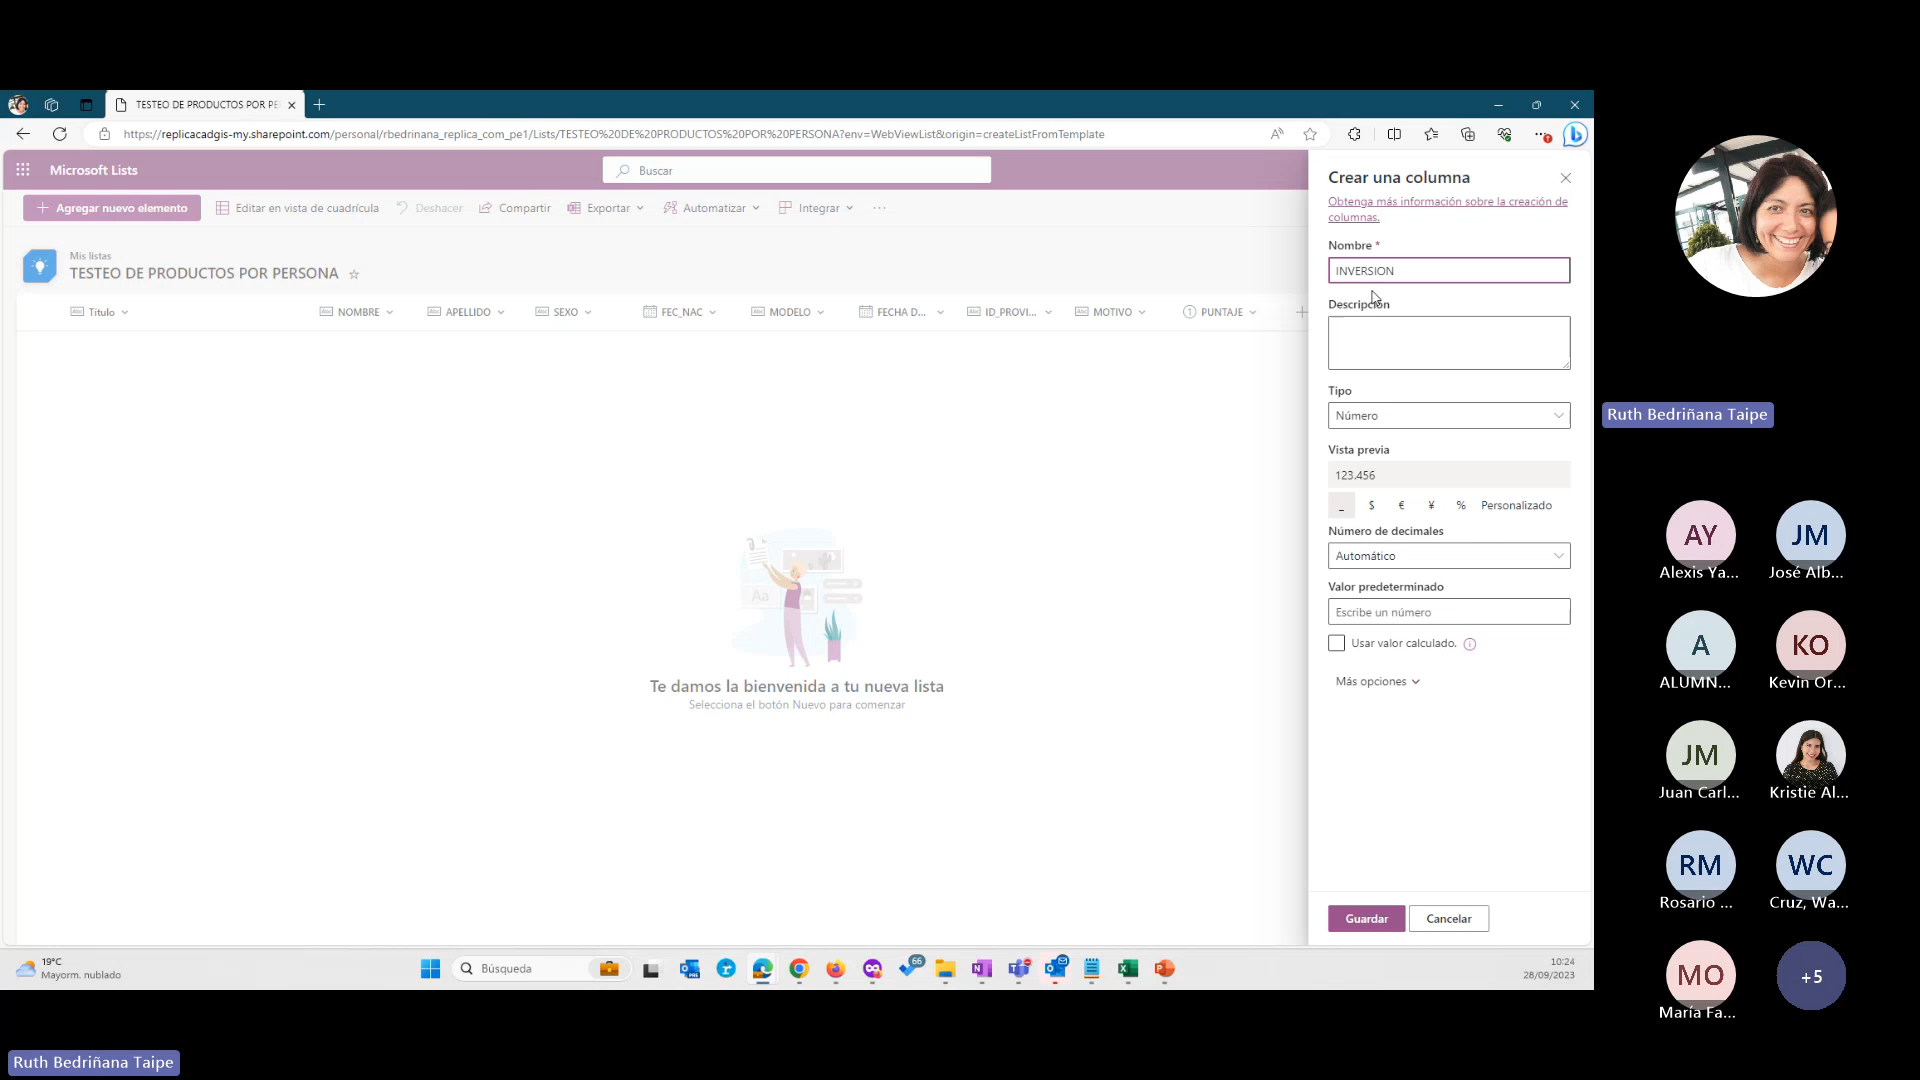 TESTEO DE PRODUCTOS POR PE
https://replicacadgis-my.sharepoint.com/personal/rbedrinana_replica_com_pe1/Lists/TESTEO%20DE%20PRODUCTOS%20POR%20PERSONA?env=WebViewList&origin=createListFromTemplate
Microsoft Lists
Buscar
Agregar nuevo elemento
Editar en vista de cuadrícula
Deshacer
Compartir
Exportar
Automatizar
Integrar
Mis listas
TESTEO DE PRODUCTOS POR PERSONA
Título NOMBRE APELLIDO SEXO FEC_NAC MODELO FECHA D... ID_PROVI... MOTIVO PUNTAJE
Aa
Te damos la bienvenida a tu nueva lista
Selecciona el botón Nuevo para comenzar
Crear una columna
Obtenga más información sobre la creación de
columnas.
Nombre *
INVERSION
Descripción
Tipo
Número
Vista previa
123.456
_ $ € ¥ % Personalizado
Número de decimales
Automático
Valor predeterminado
Escribe un número
Usar valor calculado.
Más opciones
Guardar
Cancelar
19°C
Mayorm. nublado
Búsqueda
66
10:24
28/09/2023
Ruth Bedriñana Taipe
AY
Alexis Ya...
JM
José Alb...
A
ALUMN...
KO
Kevin Or...
JM
Juan Carl...
Kristie Al...
RM
Rosario ...
WC
Cruz, Wa...
MO
María Fa...
+5
Ruth Bedriñana Taipe